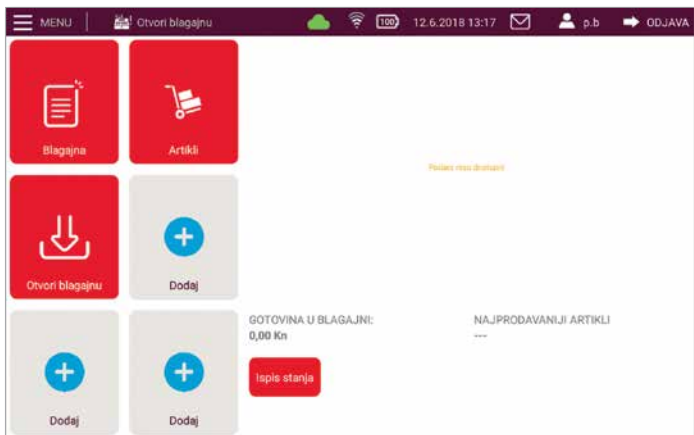 MENU
Otvori blagajnu
100
12.6.2018 13:17
p.b
ODJAVA
Blagajna
Artikli
Otvori blagajnu
Dodaj
GOTOVINA U BLAGAJNI:
0,00 Kn
NAJPRODAVANIJI ARTIKLI
---
Ispis stanja
Dodaj
Dodaj